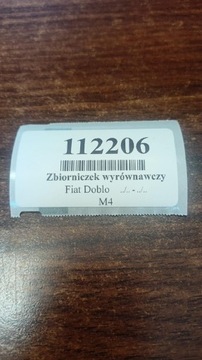 112206
Zbiorniczek wyrównawczy
Fiat Doblo ../.. - ../..
M4